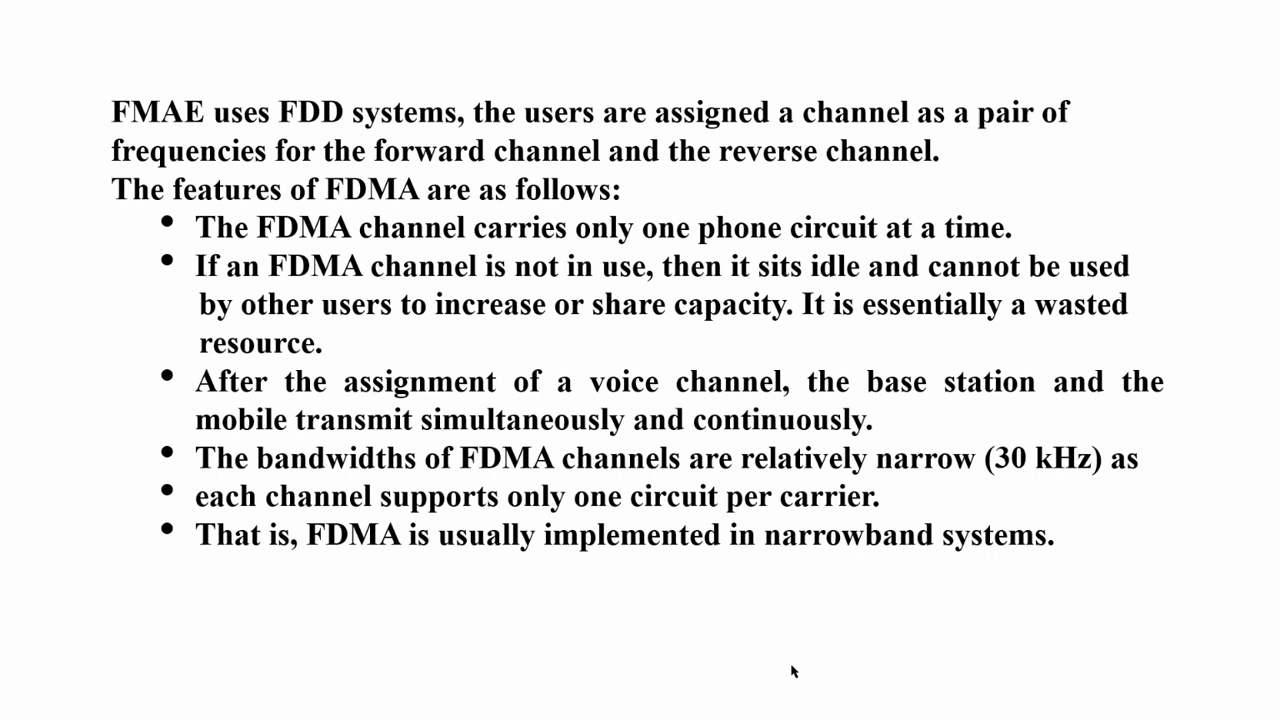 FMAE uses FDD systems, the users are assigned a channel as a pair of
frequencies for the forward channel and the reverse channel.
The features of FDMA are as follows:
• The FDMA channel carries only one phone circuit at a time.
• If an FDMA channel is not in use, then it sits idle and cannot be used
by other users to increase or share capacity. It is essentially a wasted
resource.
• After the assignment of a voice channel, the base station and the
mobile transmit simultaneously and continuously.
• The bandwidths of FDMA channels are relatively narrow (30 kHz) as
• each channel supports only one circuit per carrier.
• That is, FDMA is usually implemented in narrowband systems.